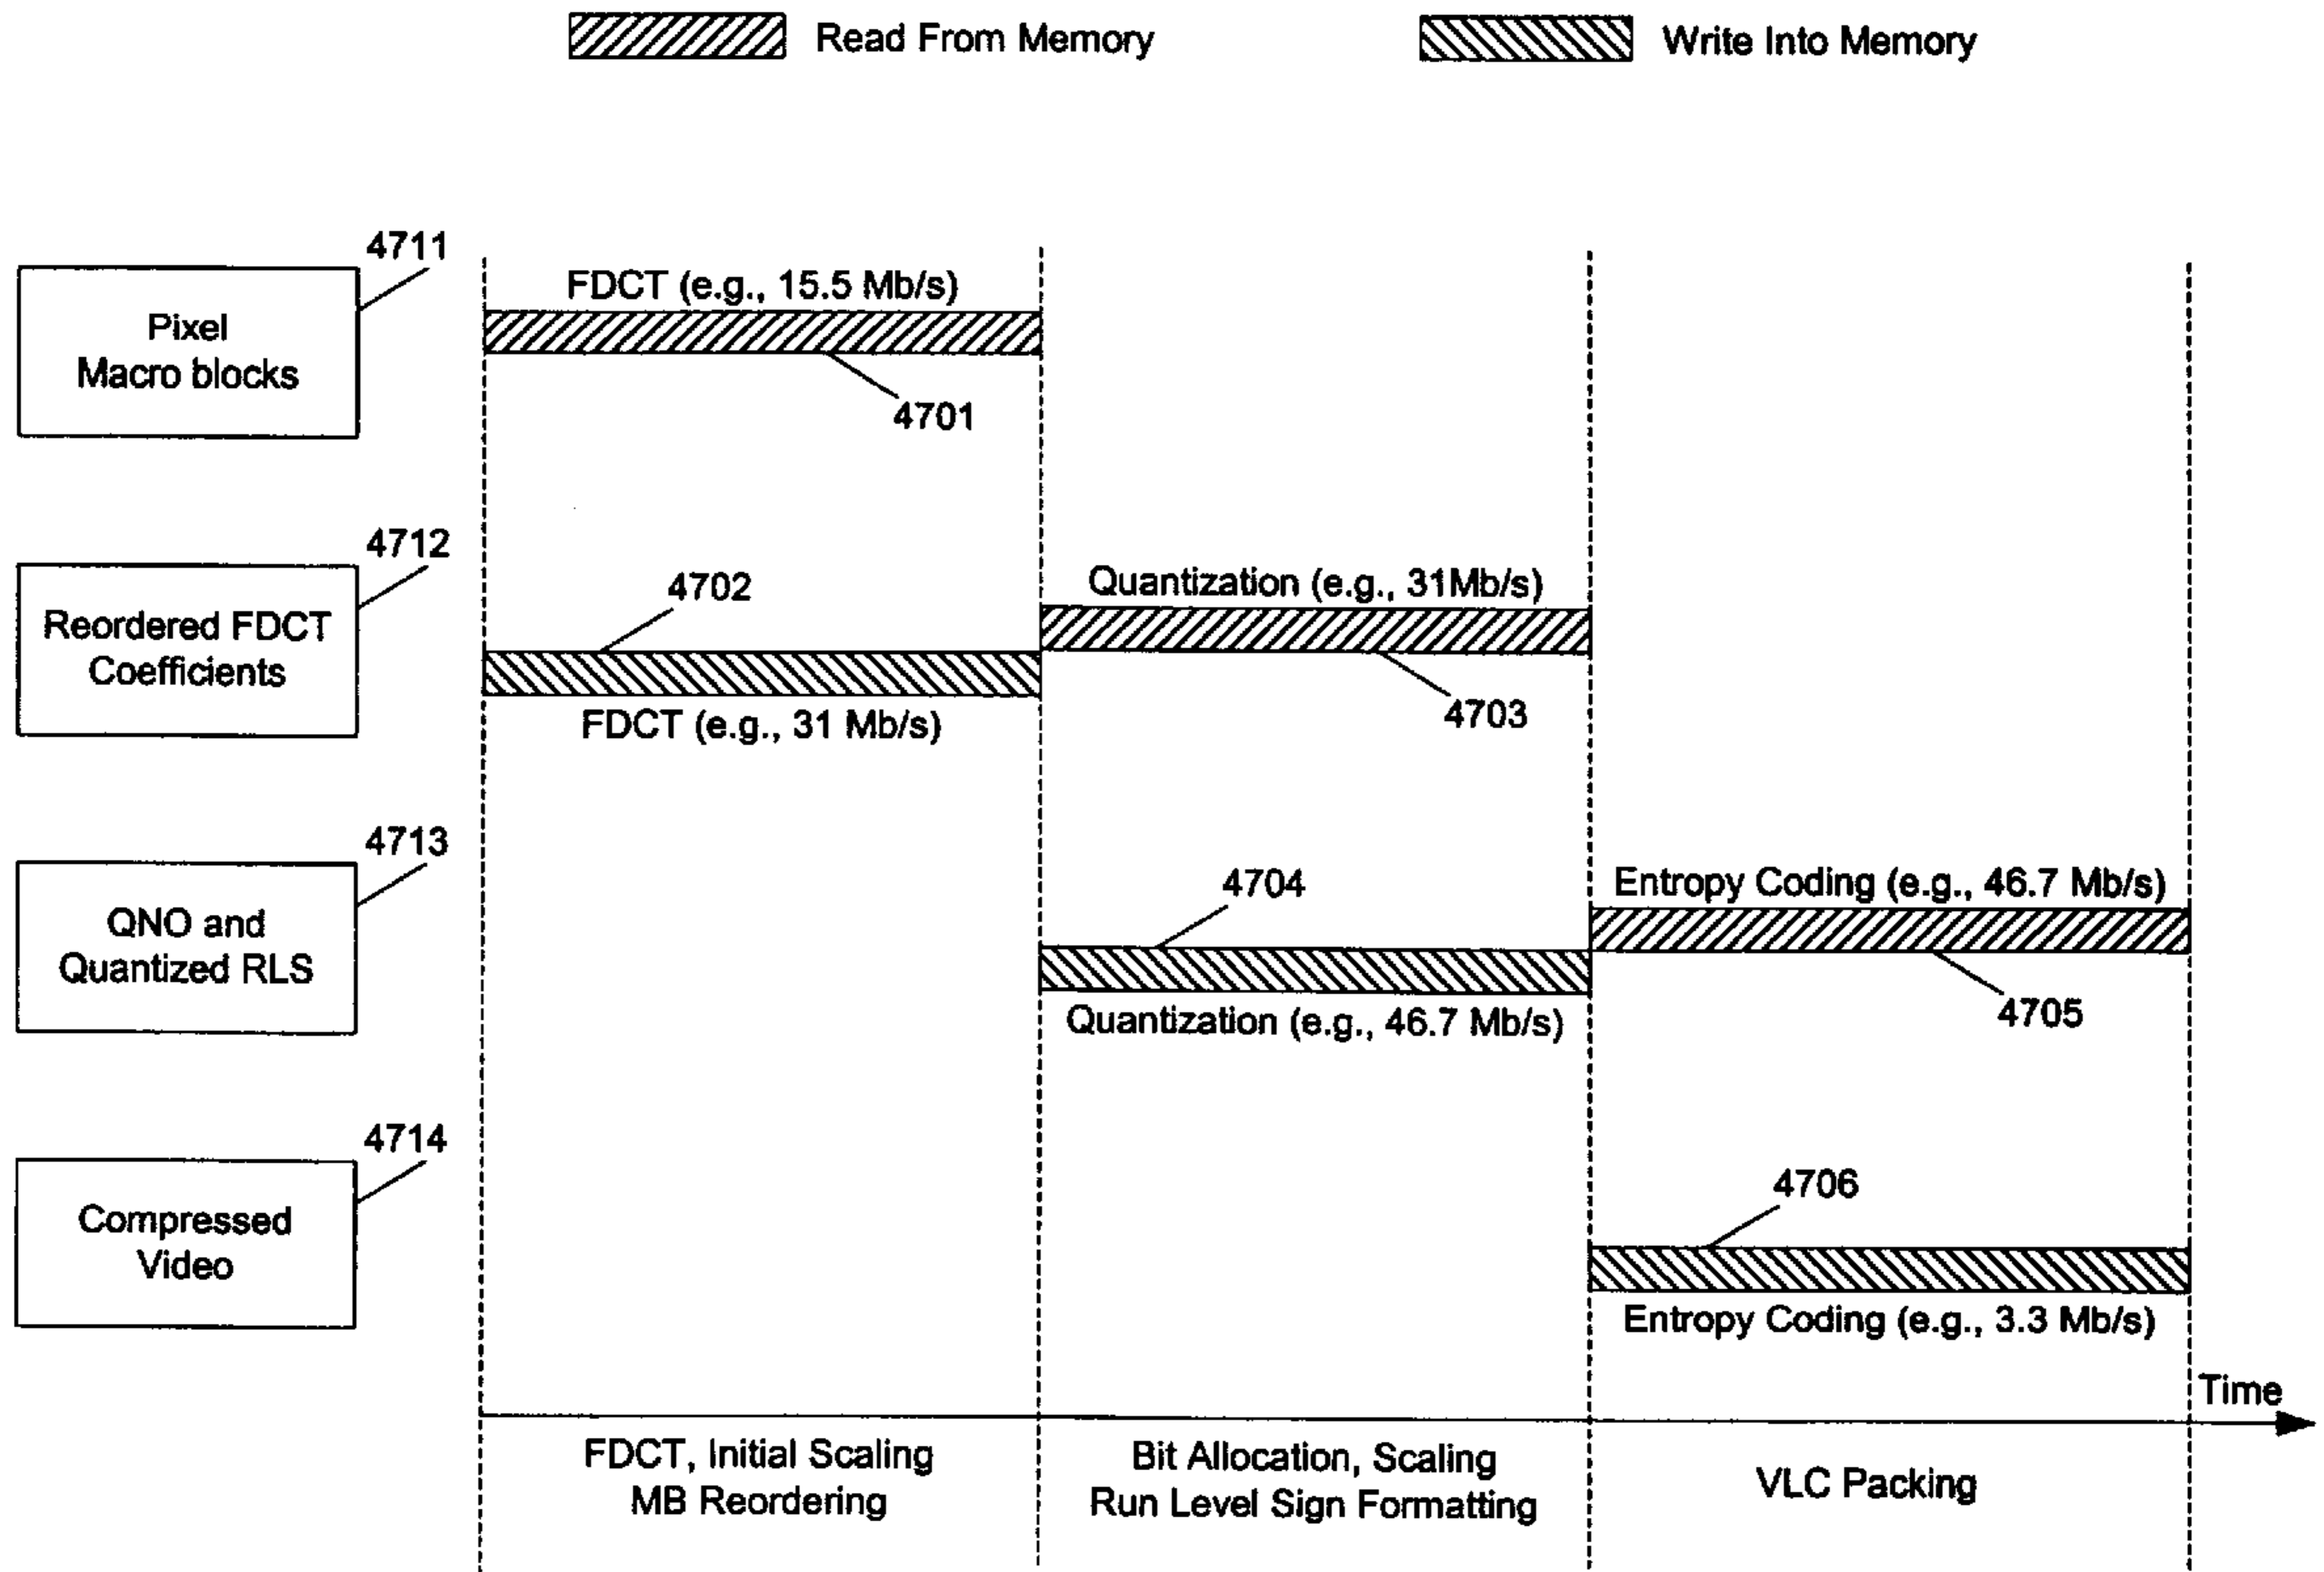 Read From Memory
Write Into Memory
4711
Pixel
Macro blocks
FDCT (e.g., 15.5 Mb/s)
4701
4712
Reordered FDCT
Coefficients
4702
FDCT (e.g., 31 Mb/s)
Quantization (e.g., 31Mb/s)
4703
4713
QNO and
Quantized RLS
4704
Quantization (e.g., 46.7 Mb/s)
Entropy Coding (e.g., 46.7 Mb/s)
4705
4714
Compressed
Video
4706
Entropy Coding (e.g., 3.3 Mb/s)
Time
FDCT, Initial Scaling
MB Reordering
Bit Allocation, Scaling
Run Level Sign Formatting
VLC Packing